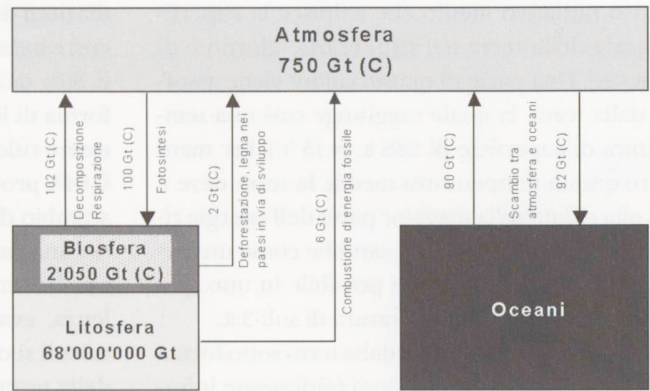 Atmosfera
750 Gt (C)
102 Gt (C)
Decomposizione
Respirazione
100 Gt (C)
Fotosintesi
2 Gt (C)
Deforestazione, legna nei
paesi in via di sviluppo
6 Gt (C)
Combustione di energia fossile
90 Gt (C)
Scambio tra
atmosfera e oceani
92 Gt (C)
Biosfera
2'050 Gt (C)
Litosfera
68'000'000 Gt
Oceani